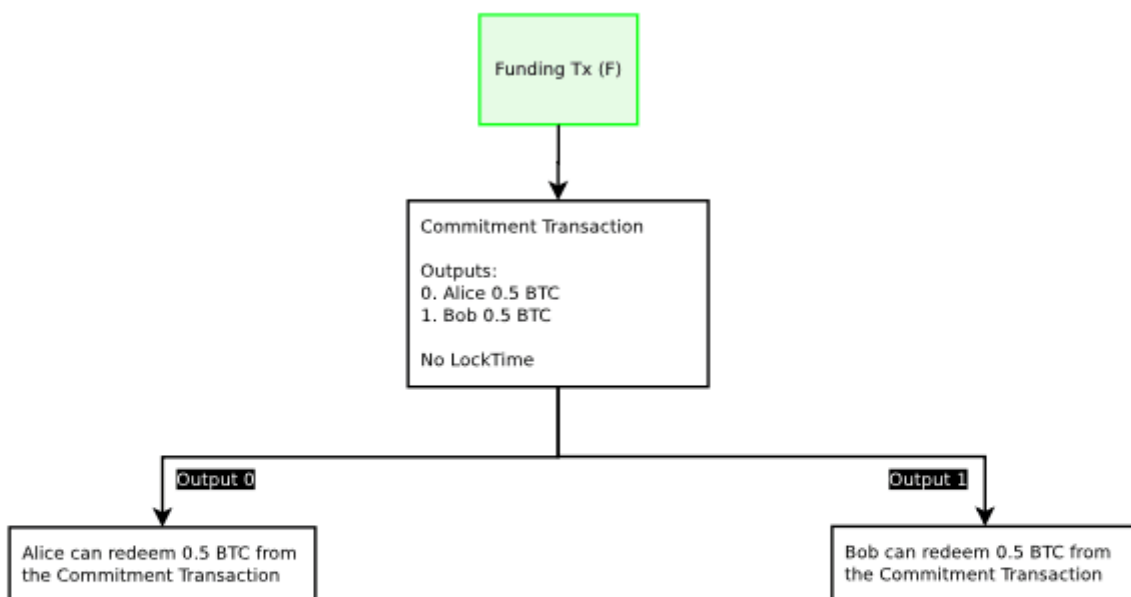 Funding Tx (F)
Commitment Transaction
Outputs:
0. Alice 0.5 BTC
1. Bob 0.5 BTC
No LockTime
Output 0
Output 1
Alice can redeem 0.5 BTC from
the Commitment Transaction
Bob can redeem 0.5 BTC from
the Commitment Transaction